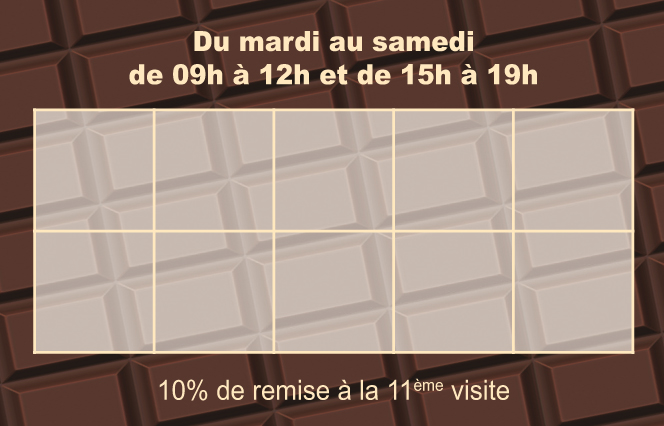 Du mardi au samedi
de 09h à 12h et de 15h à 19h
10% de remise à la 11ème visite